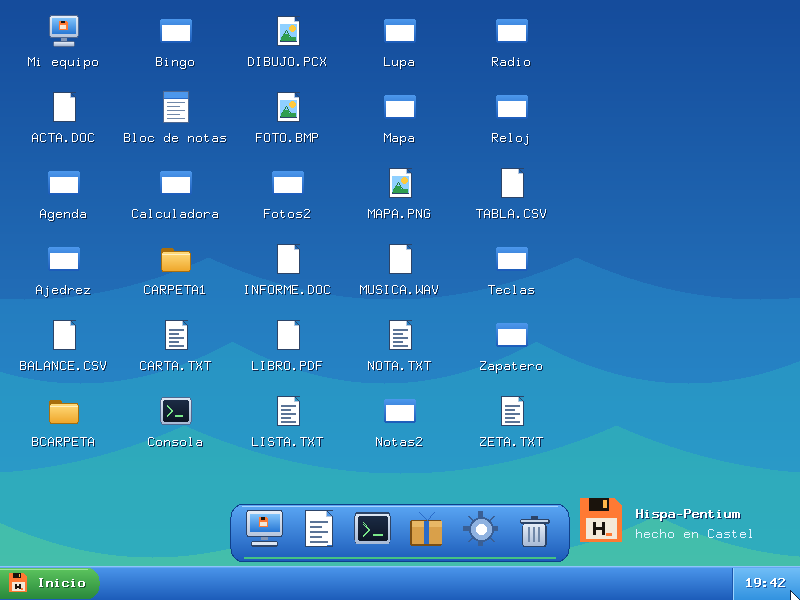 Mi equipo
Bingo
DIBUJO.PCX
Lupa
Radio
ACTA.DOC
Bloc de notas
FOTO.BMP
Mapa
Reloj
Agenda
Calculadora
Fotos2
MAPA.PNG
TABLA.CSV
Ajedrez
CARPETA1
INFORME.DOC
MUSICA.WAV
Teclas
BALANCE.CSV
CARTA.TXT
LIBRO.PDF
NOTA.TXT
Zapatero
BCARPETA
Consola
LISTA.TXT
Notas2
ZETA.TXT
H.
Hispa-Pentium
hecho en Castel
H.
Inicio
19:42